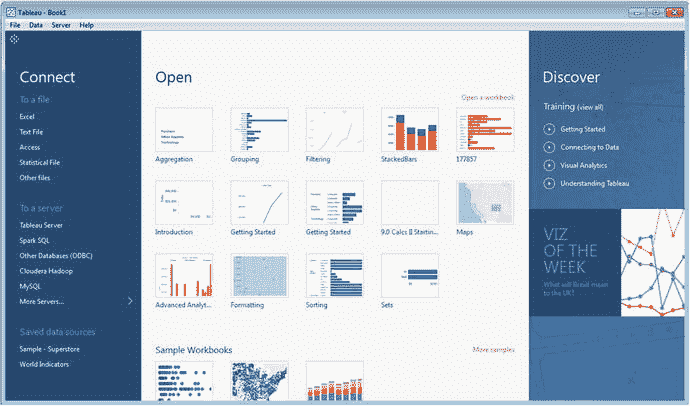 Tableau - Book1
File Data Server Help
Connect
To a file
Excel
Text File
Access
Statistical File
Other files
To a server
Tableau Server
Spark SQL
Other Databases (ODBC)
Cloudera Hadoop
MySQL
More Servers...
Saved data sources
Sample - Superstore
World Indicators
Open
Open a workbook
Aggregation Grouping Filtering StackedBars 177857
Introduction Getting Started Getting Started 9.0 Calcs II Startin... Maps
Advanced Analyt... Formatting Sorting Sets
Sample Workbooks
More samples
Discover
Training (view all)
Getting Started
Connecting to Data
Visual Analytics
Understanding Tableau
VIZ
OF THE
WEEK
What will Brexit mean
to the UK?